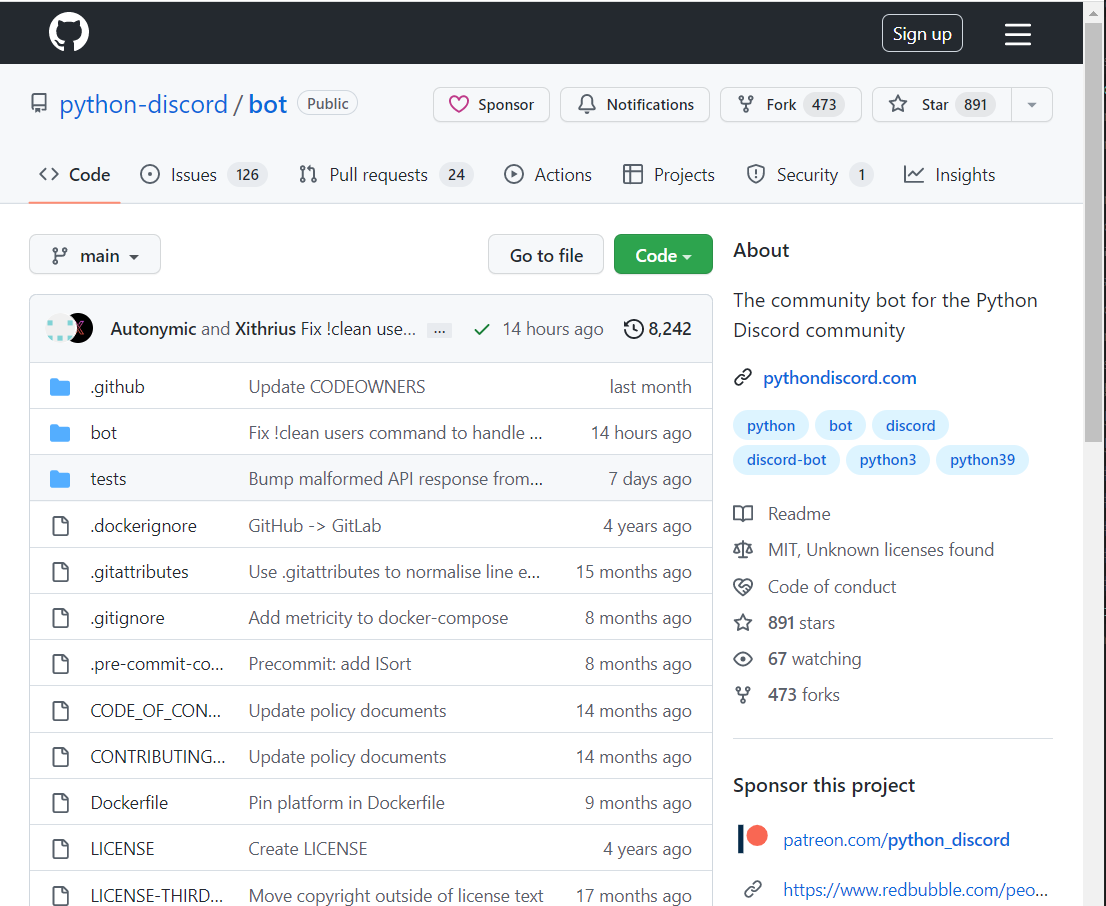 Sign up
python-discord / bot Public
Sponsor Notifications Fork 473 Star 891
Code Issues 126 Pull requests 24 Actions Projects Security 1 Insights
main Go to file Code
Autonymic and Xithrius Fix !clean use... ... 14 hours ago 8,242
.github Update CODEOWNERS last month
bot Fix !clean users command to handle ... 14 hours ago
tests Bump malformed API response from... 7 days ago
.dockerignore GitHub -> GitLab 4 years ago
.gitattributes Use .gitattributes to normalise line e... 15 months ago
.gitignore Add metricity to docker-compose 8 months ago
.pre-commit-co... Precommit: add ISort 8 months ago
CODE_OF_CON... Update policy documents 14 months ago
CONTRIBUTING... Update policy documents 14 months ago
Dockerfile Pin platform in Dockerfile 9 months ago
LICENSE Create LICENSE 4 years ago
LICENSE-THIRD... Move copyright outside of license text 17 months ago
About
The community bot for the Python
Discord community
pythondiscord.com
python bot discord
discord-bot python3 python39
Readme
MIT, Unknown licenses found
Code of conduct
891 stars
67 watching
473 forks
Sponsor this project
patreon.com/python_discord
https://www.redbubble.com/peo...